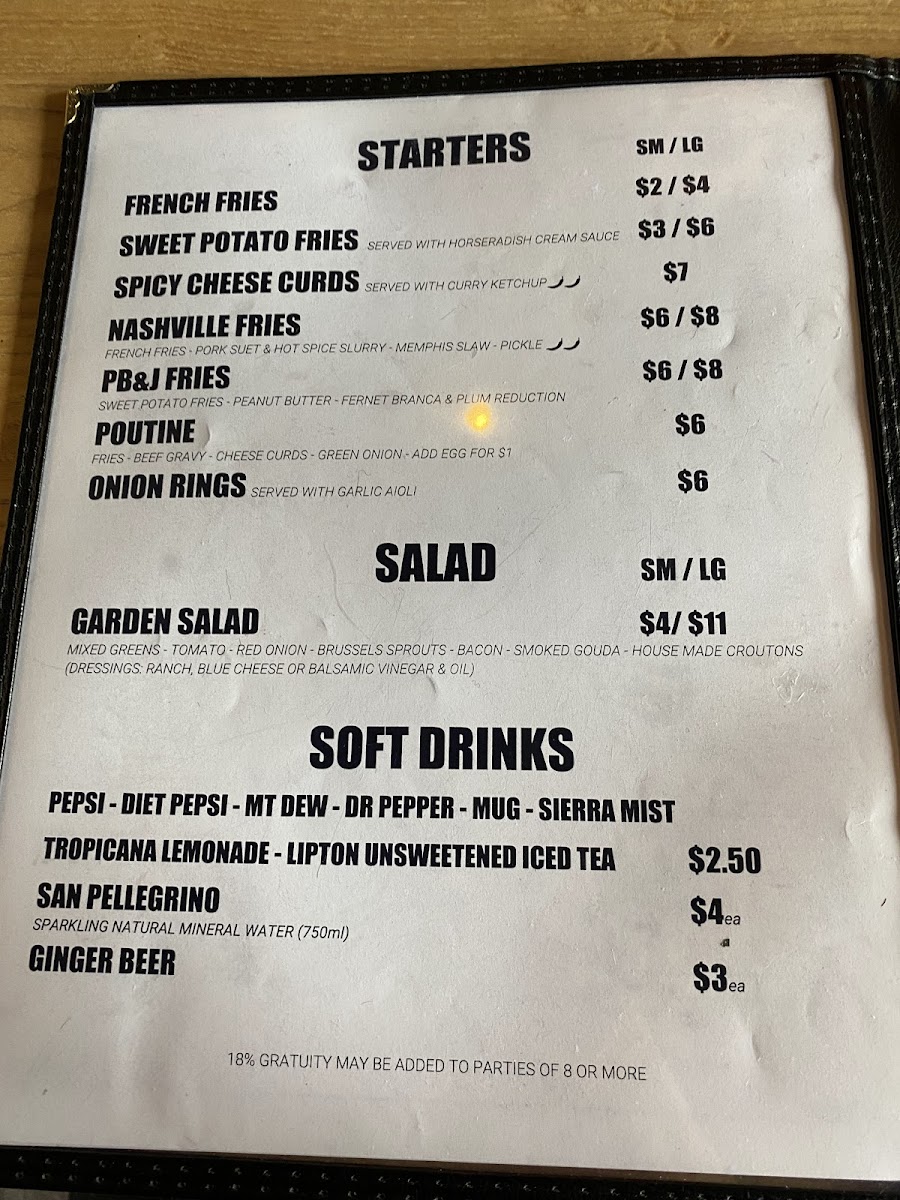 STARTERS SM / LG
FRENCH FRIES $2 / $4
SWEET POTATO FRIES SERVED WITH HORSERADISH CREAM SAUCE $3 / $6
SPICY CHEESE CURDS SERVED WITH CURRY KETCHUP $7
NASHVILLE FRIES $6 / $8
FRENCH FRIES - PORK SUET & HOT SPICE SLURRY - MEMPHIS SLAW - PICKLE
PB&J FRIES $6 / $8
SWEET POTATO FRIES - PEANUT BUTTER - FERNET BRANCA & PLUM REDUCTION
POUTINE $6
FRIES - BEEF GRAVY - CHEESE CURDS - GREEN ONION - ADD EGG FOR $1
ONION RINGS SERVED WITH GARLIC AIOLI $6
SALAD SM / LG
GARDEN SALAD $4/ $11
MIXED GREENS - TOMATO - RED ONION - BRUSSELS SPROUTS - BACON - SMOKED GOUDA - HOUSE MADE CROUTONS
(DRESSINGS: RANCH, BLUE CHEESE OR BALSAMIC VINEGAR & OIL)
SOFT DRINKS
PEPSI - DIET PEPSI - MT DEW - DR PEPPER - MUG - SIERRA MIST
TROPICANA LEMONADE - LIPTON UNSWEETENED ICED TEA $2.50
SAN PELLEGRINO $4ea
SPARKLING NATURAL MINERAL WATER (750ml)
GINGER BEER $3ea
18% GRATUITY MAY BE ADDED TO PARTIES OF 8 OR MORE